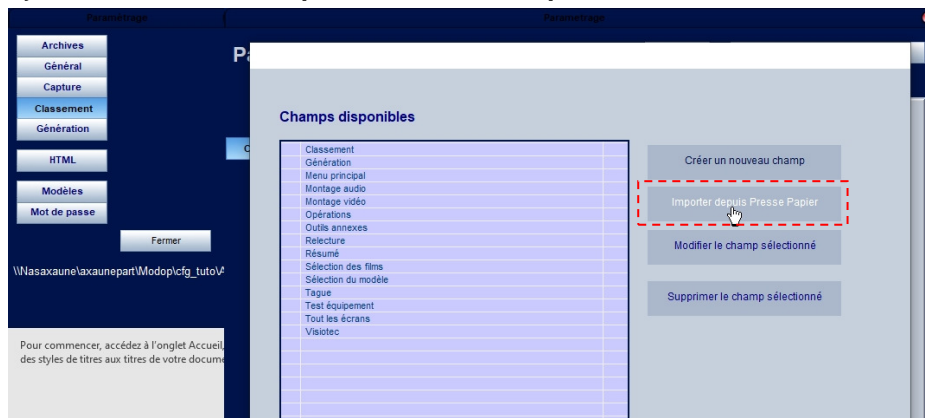 Paramétrage
Paramétrage
Archives
Général
Capture
Classement
Génération
HTML
Modèles
Mot de passe
Fermer
\\Nasaxaune\axaunepart\Modop\cfg_tuto\A
Pour commencer, accédez à l'onglet Accueil,
des styles de titres aux titres de votre docume
Pa
C
Champs disponibles
Classement
Génération
Menu principal
Montage audio
Montage vidéo
Opérations
Outils annexes
Relecture
Résumé
Sélection des films
Sélection du modèle
Tague
Test équipement
Tout les écrans
Visiotec
Créer un nouveau champ
Importer depuis Presse Papier
Modifier le champ sélectionné
Supprimer le champ sélectionné